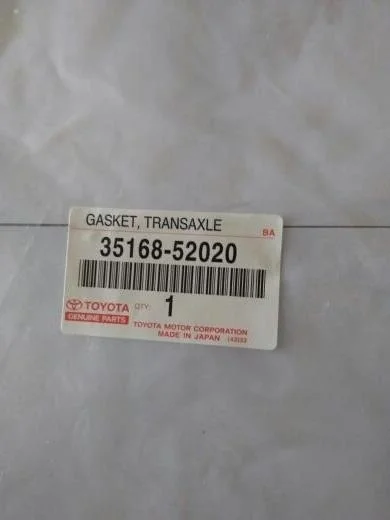 GASKET, TRANSAXLE
BA
35168-52020
TOYOTA QTY: 1
GENUINE PARTS
TOYOTA MOTOR CORPORATION
MADE IN JAPAN